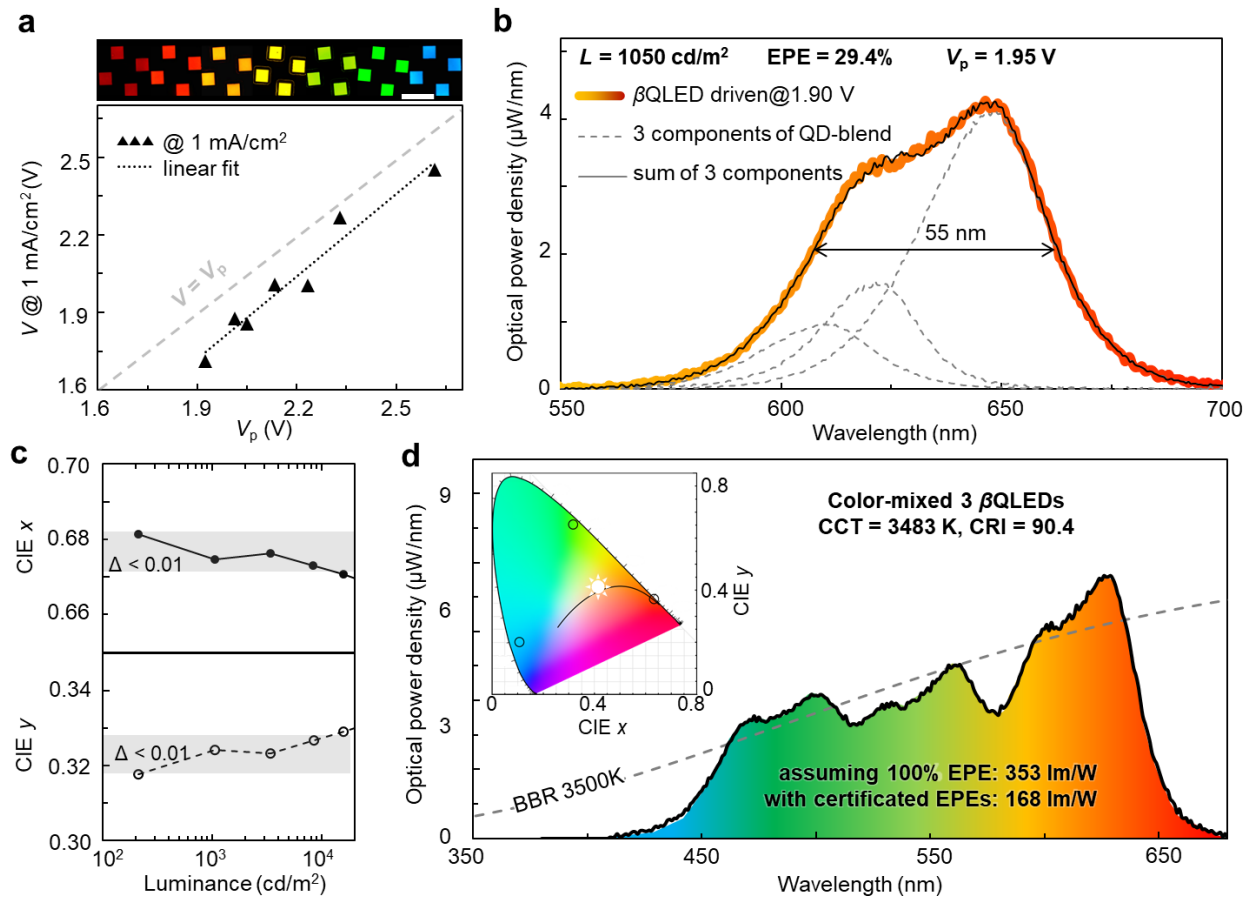 a
▲▲▲ @ 1 mA/cm²
linear fit
V = Vₚ
V @ 1 mA/cm² (V)
2.5
2.2
1.9
1.6
1.6
1.9
2.2
2.5
Vₚ (V)
b
L = 1050 cd/m² EPE = 29.4% Vₚ = 1.95 V
βQLED driven@1.90 V
3 components of QD-blend
sum of 3 components
55 nm
Optical power density (µW/nm)
4
2
0
550
600
650
700
Wavelength (nm)
c
CIE x
0.70
0.68
0.66
Δ < 0.01
CIE y
0.34
0.32
0.30
Δ < 0.01
10²
10³
10⁴
Luminance (cd/m²)
d
Color-mixed 3 βQLEDs
CCT = 3483 K, CRI = 90.4
0.8
0.4
0
CIE y
0
0.4
0.8
CIE x
BBR 3500K
assuming 100% EPE: 353 lm/W
with certificated EPEs: 168 lm/W
Optical power density (µW/nm)
9
6
3
0
350
450
550
650
Wavelength (nm)